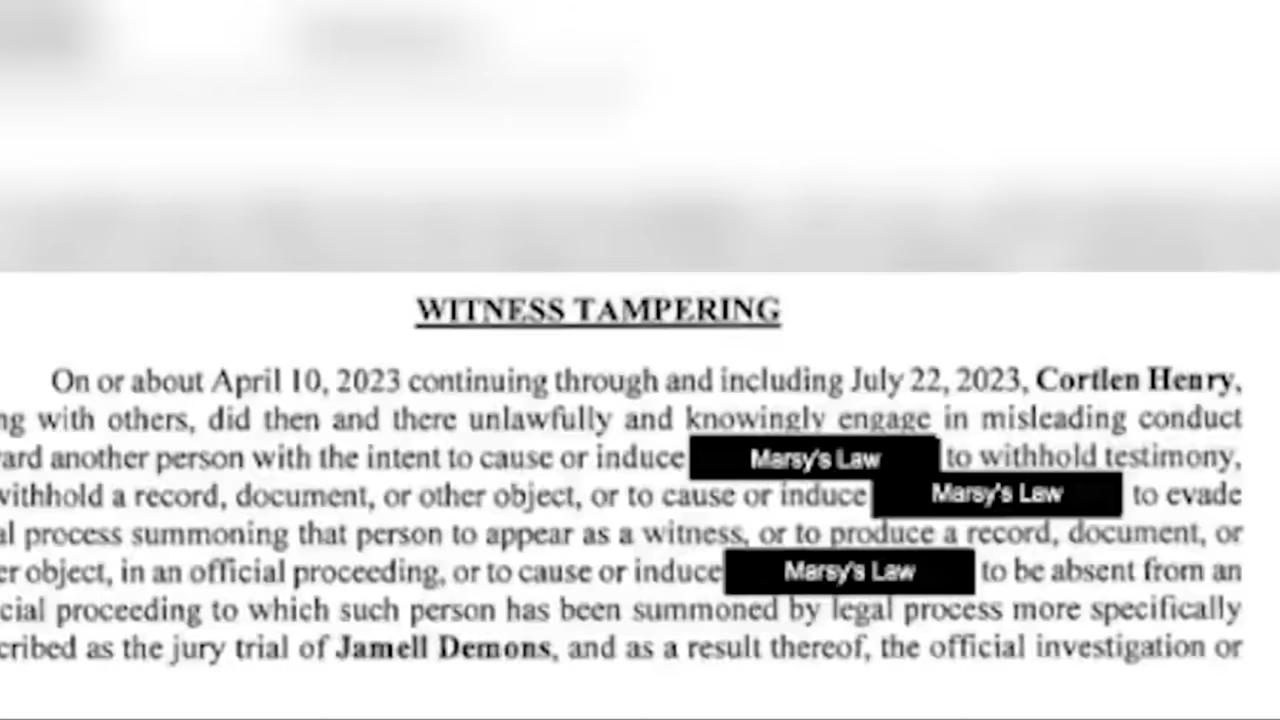 WITNESS TAMPERING
On or about April 10, 2023 continuing through and including July 22, 2023, Cortlen Henry,
ng with others, did then and there unlawfully and knowingly engage in misleading conduct
ard another person with the intent to cause or induce Marsy's Law to withhold testimony,
withhold a record, document, or other object, or to cause or induce Marsy's Law to evade
al process summoning that person to appear as a witness, or to produce a record, document, or
er object, in an official proceeding, or to cause or induce Marsy's Law to be absent from an
cial proceeding to which such person has been summoned by legal process more specifically
cribed as the jury trial of Jamell Demons, and as a result thereof, the official investigation or